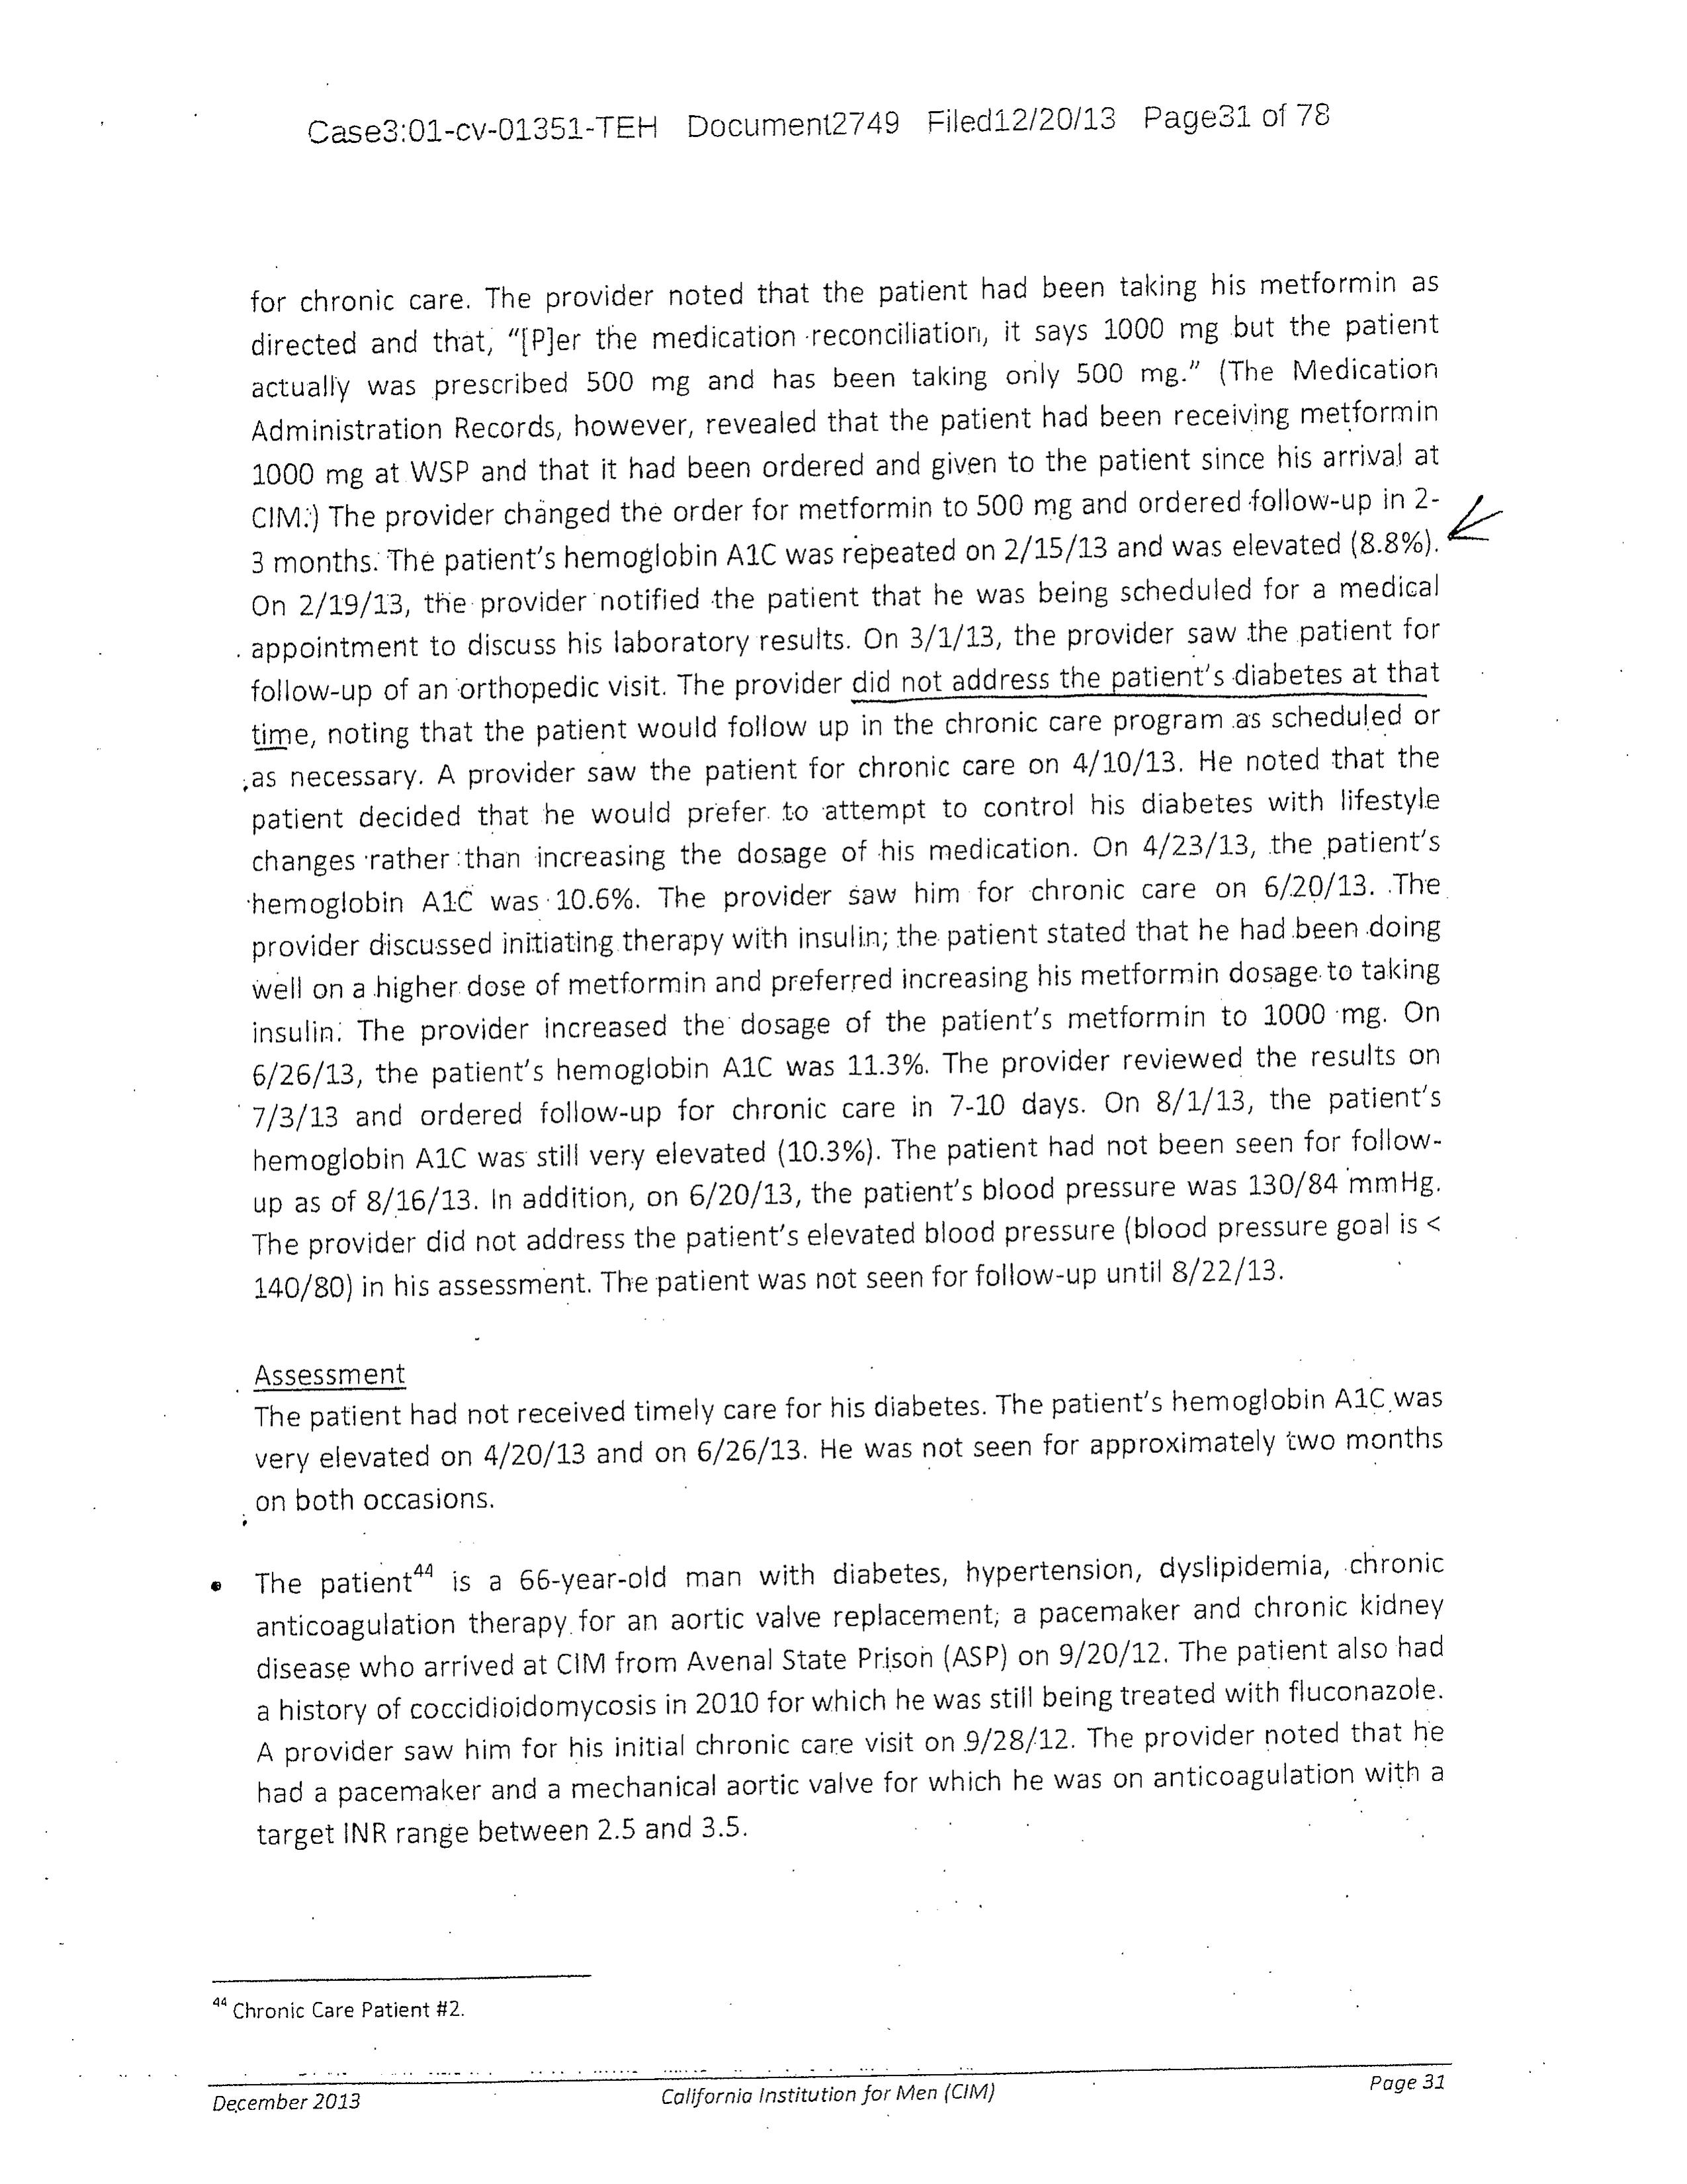 Case3:01-cv-01351-TEH Document2749 Filed12/20/13 Page31 of 78
for chronic care. The provider noted that the patient had been taking his metformin as
directed and that, “[P]er the medication reconciliation, it says 1000 mg but the patient
actually was prescribed 500 mg and has been taking only 500 mg.” (The Medication
Administration Records, however, revealed that the patient had been receiving metformin
1000 mg at WSP and that it had been ordered and given to the patient since his arrival at
CIM.) The provider changed the order for metformin to 500 mg and ordered follow-up in 2-
3 months. The patient’s hemoglobin A1C was repeated on 2/15/13 and was elevated (8.8%).
On 2/19/13, the provider notified the patient that he was being scheduled for a medical
appointment to discuss his laboratory results. On 3/1/13, the provider saw the patient for
follow-up of an orthopedic visit. The provider did not address the patient’s diabetes at that
time, noting that the patient would follow up in the chronic care program as scheduled or
as necessary. A provider saw the patient for chronic care on 4/10/13. He noted that the
patient decided that he would prefer to attempt to control his diabetes with lifestyle
changes rather than increasing the dosage of his medication. On 4/23/13, the patient’s
hemoglobin A1C was 10.6%. The provider saw him for chronic care on 6/20/13. The
provider discussed initiating therapy with insulin; the patient stated that he had been doing
well on a higher dose of metformin and preferred increasing his metformin dosage to taking
insulin. The provider increased the dosage of the patient’s metformin to 1000 mg. On
6/26/13, the patient’s hemoglobin A1C was 11.3%. The provider reviewed the results on
7/3/13 and ordered follow-up for chronic care in 7-10 days. On 8/1/13, the patient’s
hemoglobin A1C was still very elevated (10.3%). The patient had not been seen for follow-
up as of 8/16/13. In addition, on 6/20/13, the patient’s blood pressure was 130/84 mmHg.
The provider did not address the patient’s elevated blood pressure (blood pressure goal is <
140/80) in his assessment. The patient was not seen for follow-up until 8/22/13.
Assessment
The patient had not received timely care for his diabetes. The patient’s hemoglobin A1C was
very elevated on 4/20/13 and on 6/26/13. He was not seen for approximately two months
on both occasions.
• The patient44 is a 66-year-old man with diabetes, hypertension, dyslipidemia, chronic
anticoagulation therapy for an aortic valve replacement, a pacemaker and chronic kidney
disease who arrived at CIM from Avenal State Prison (ASP) on 9/20/12. The patient also had
a history of coccidioidomycosis in 2010 for which he was still being treated with fluconazole.
A provider saw him for his initial chronic care visit on 9/28/12. The provider noted that he
had a pacemaker and a mechanical aortic valve for which he was on anticoagulation with a
target INR range between 2.5 and 3.5.
44 Chronic Care Patient #2.
December 2013 California Institution for Men (CIM) Page 31